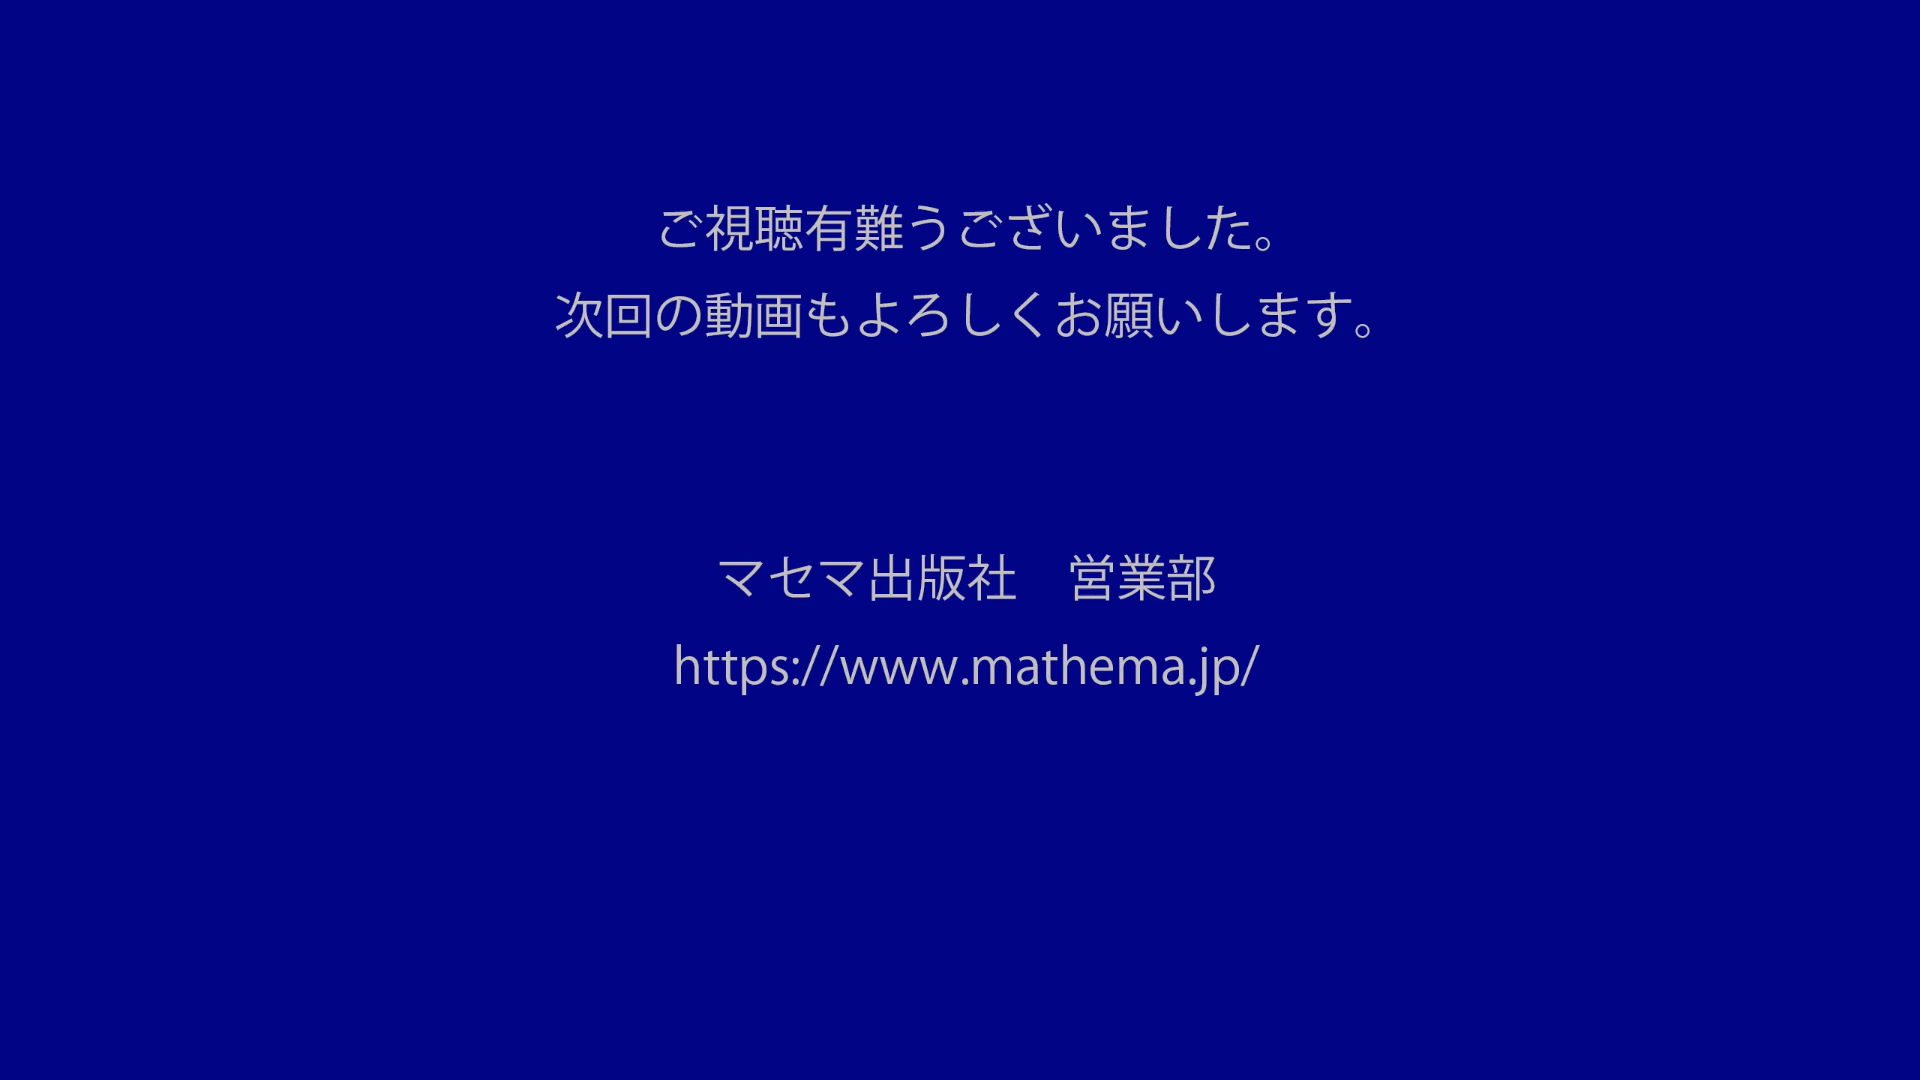 ご視聴有難うございました。
次回の動画もよろしくお願いします。
マセマ出版社　営業部
https://www.mathema.jp/